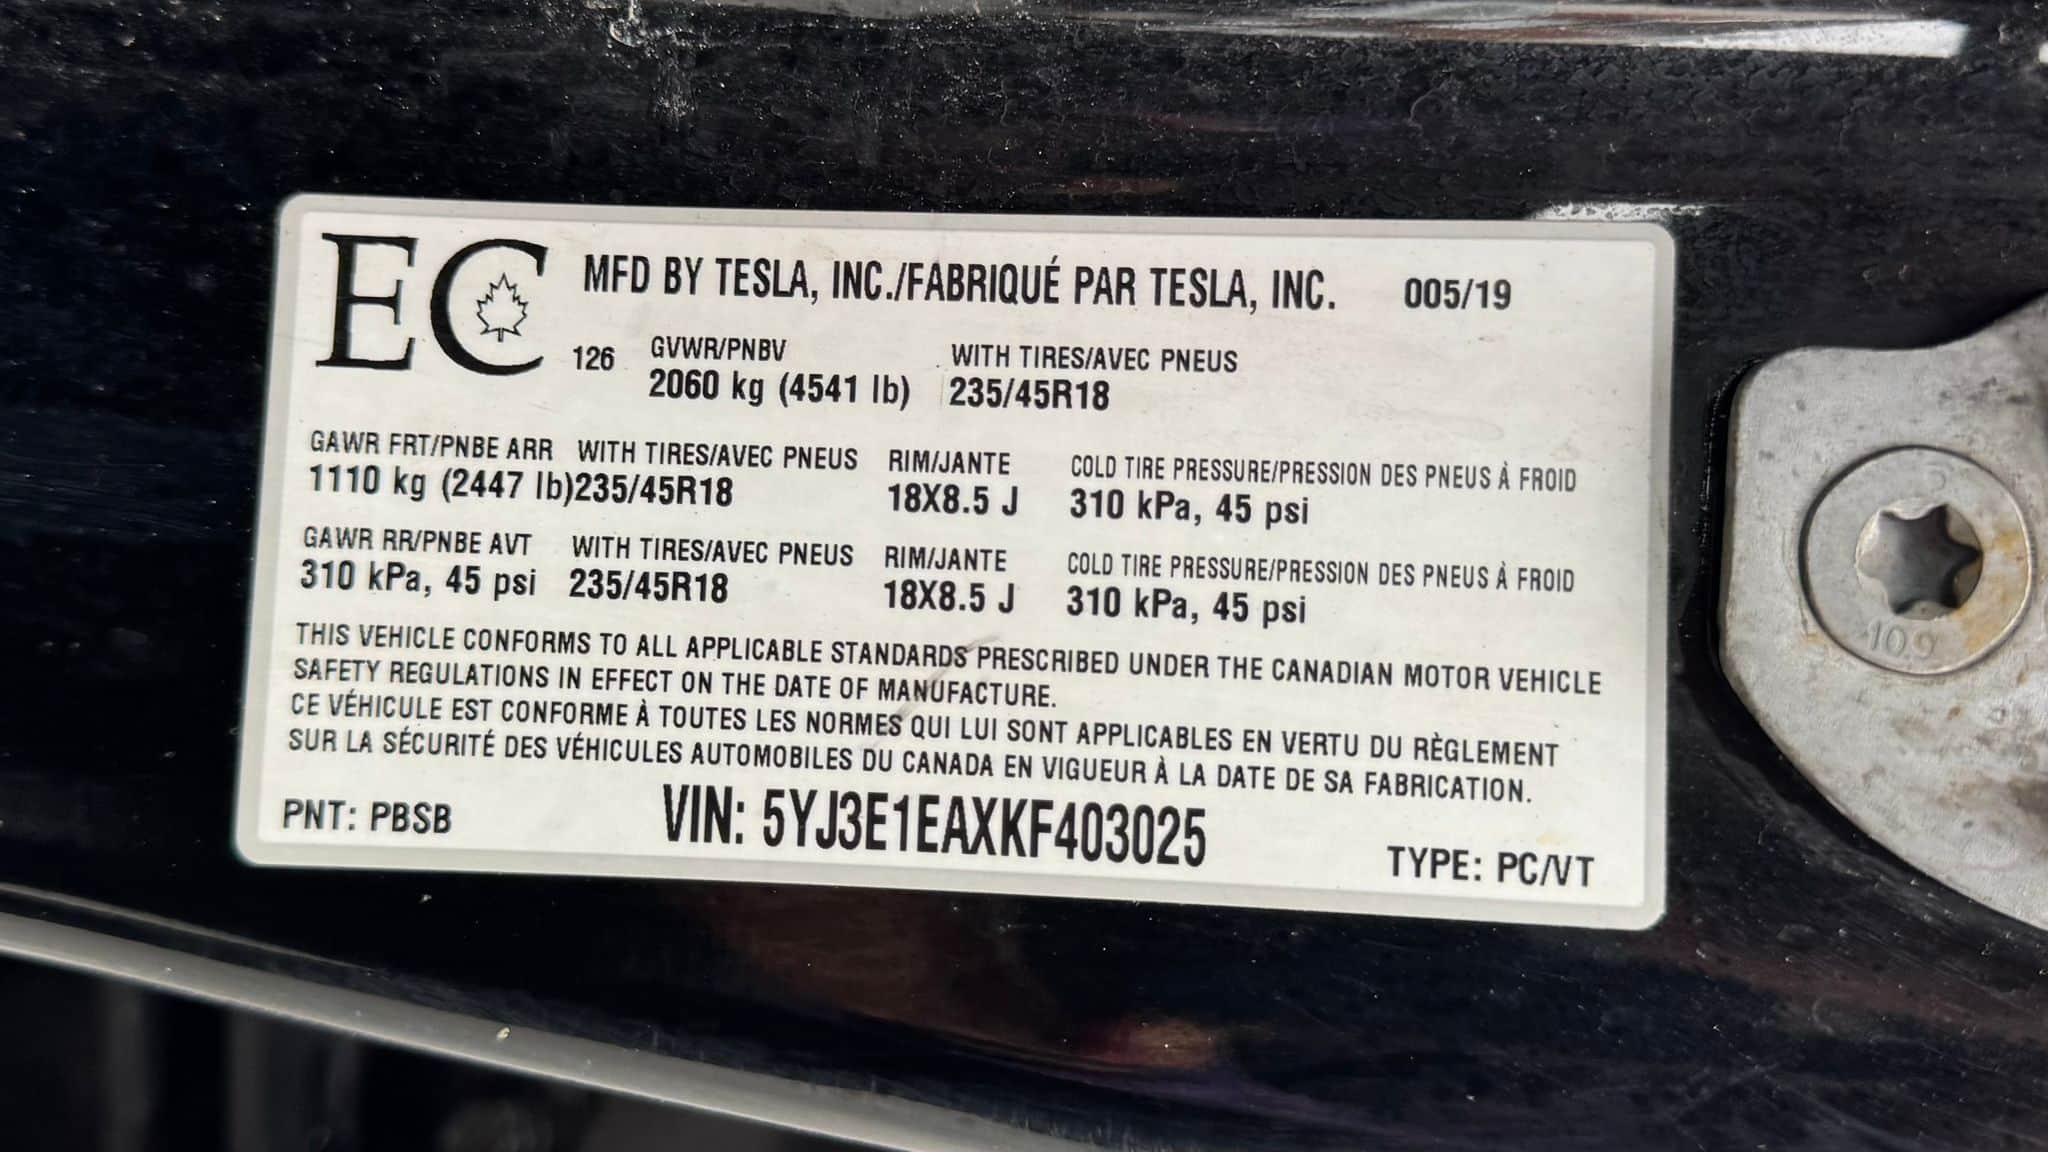 EC MFD BY TESLA, INC./FABRIQUÉ PAR TESLA, INC. 005/19
126 GVWR/PNBV WITH TIRES/AVEC PNEUS
2060 kg (4541 lb) 235/45R18
GAWR FRT/PNBE ARR WITH TIRES/AVEC PNEUS RIM/JANTE COLD TIRE PRESSURE/PRESSION DES PNEUS À FROID
1110 kg (2447 lb)235/45R18 18X8.5 J 310 kPa, 45 psi
GAWR RR/PNBE AVT WITH TIRES/AVEC PNEUS RIM/JANTE COLD TIRE PRESSURE/PRESSION DES PNEUS À FROID
310 kPa, 45 psi 235/45R18 18X8.5 J 310 kPa, 45 psi
THIS VEHICLE CONFORMS TO ALL APPLICABLE STANDARDS PRESCRIBED UNDER THE CANADIAN MOTOR VEHICLE
SAFETY REGULATIONS IN EFFECT ON THE DATE OF MANUFACTURE.
CE VÉHICULE EST CONFORME À TOUTES LES NORMES QUI LUI SONT APPLICABLES EN VERTU DU RÈGLEMENT
SUR LA SÉCURITÉ DES VÉHICULES AUTOMOBILES DU CANADA EN VIGUEUR À LA DATE DE SA FABRICATION.
PNT: PBSB VIN: 5YJ3E1EAXKF403025 TYPE: PC/VT
10.9